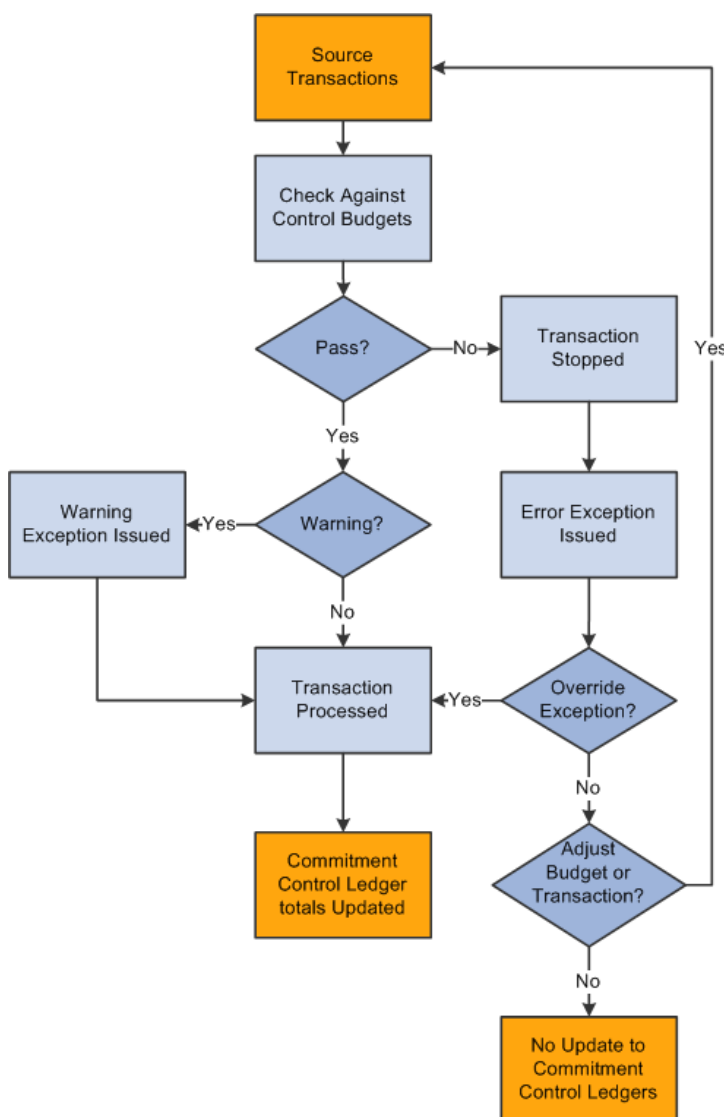 Source
Transactions
Check Against
Control Budgets
Pass?
No
Transaction
Stopped
Yes
Yes
Warning
Exception Issued
Yes
Warning?
Error Exception
Issued
No
Transaction
Processed
Yes
Override
Exception?
No
Commitment
Control Ledger
totals Updated
Adjust
Budget or
Transaction?
No
No Update to
Commitment
Control Ledgers